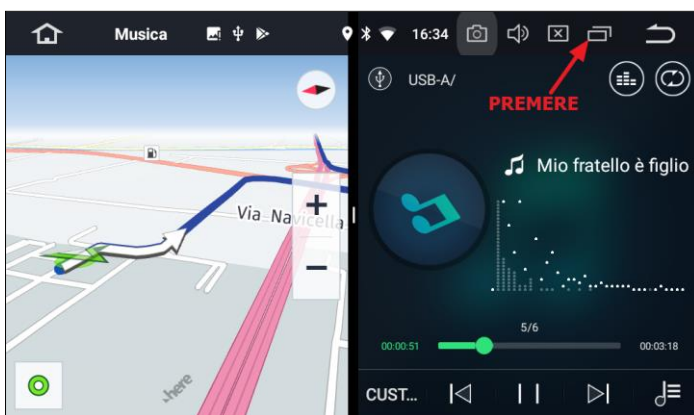 Musica
16:34
USB-A/
PREMERE
Mio fratello è figlio
Via Navicella
5/6
00:00:51
00:03:18
CUST...
here